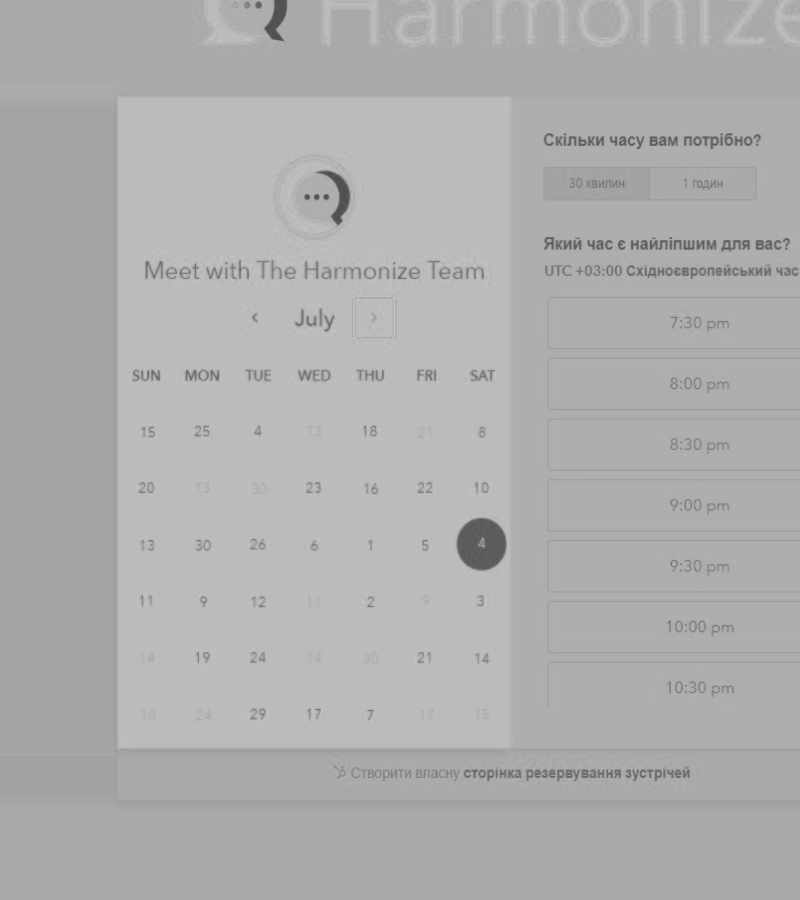 Harmonize
Meet with The Harmonize Team
‹ July ›
SUN MON TUE WED THU FRI SAT
15 25 4 13 18 21 8
20 13 30 23 16 22 10
13 30 26 6 1 5 4
11 9 12 11 2 9 3
14 19 24 14 30 21 14
10 24 29 17 7 17 15
Скільки часу вам потрібно?
30 хвилин 1 годин
Який час є найліпшим для вас?
UTC +03:00 Східноєвропейський час
7:30 pm
8:00 pm
8:30 pm
9:00 pm
9:30 pm
10:00 pm
10:30 pm
Створити власну сторінка резервування зустрічей